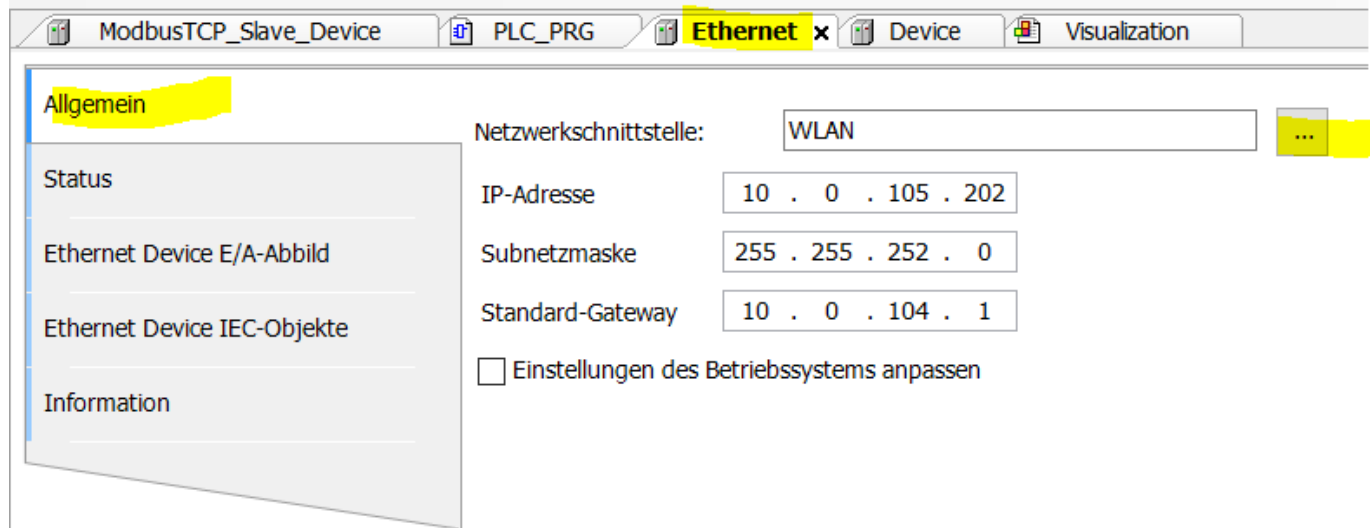 ModbusTCP_Slave_Device PLC_PRG Ethernet x Device Visualization
Allgemein
Netzwerkschnittstelle: WLAN ...
Status
IP-Adresse 10 . 0 . 105 . 202
Ethernet Device E/A-Abbild
Subnetzmaske 255 . 255 . 252 . 0
Ethernet Device IEC-Objekte
Standard-Gateway 10 . 0 . 104 . 1
Einstellungen des Betriebssystems anpassen
Information